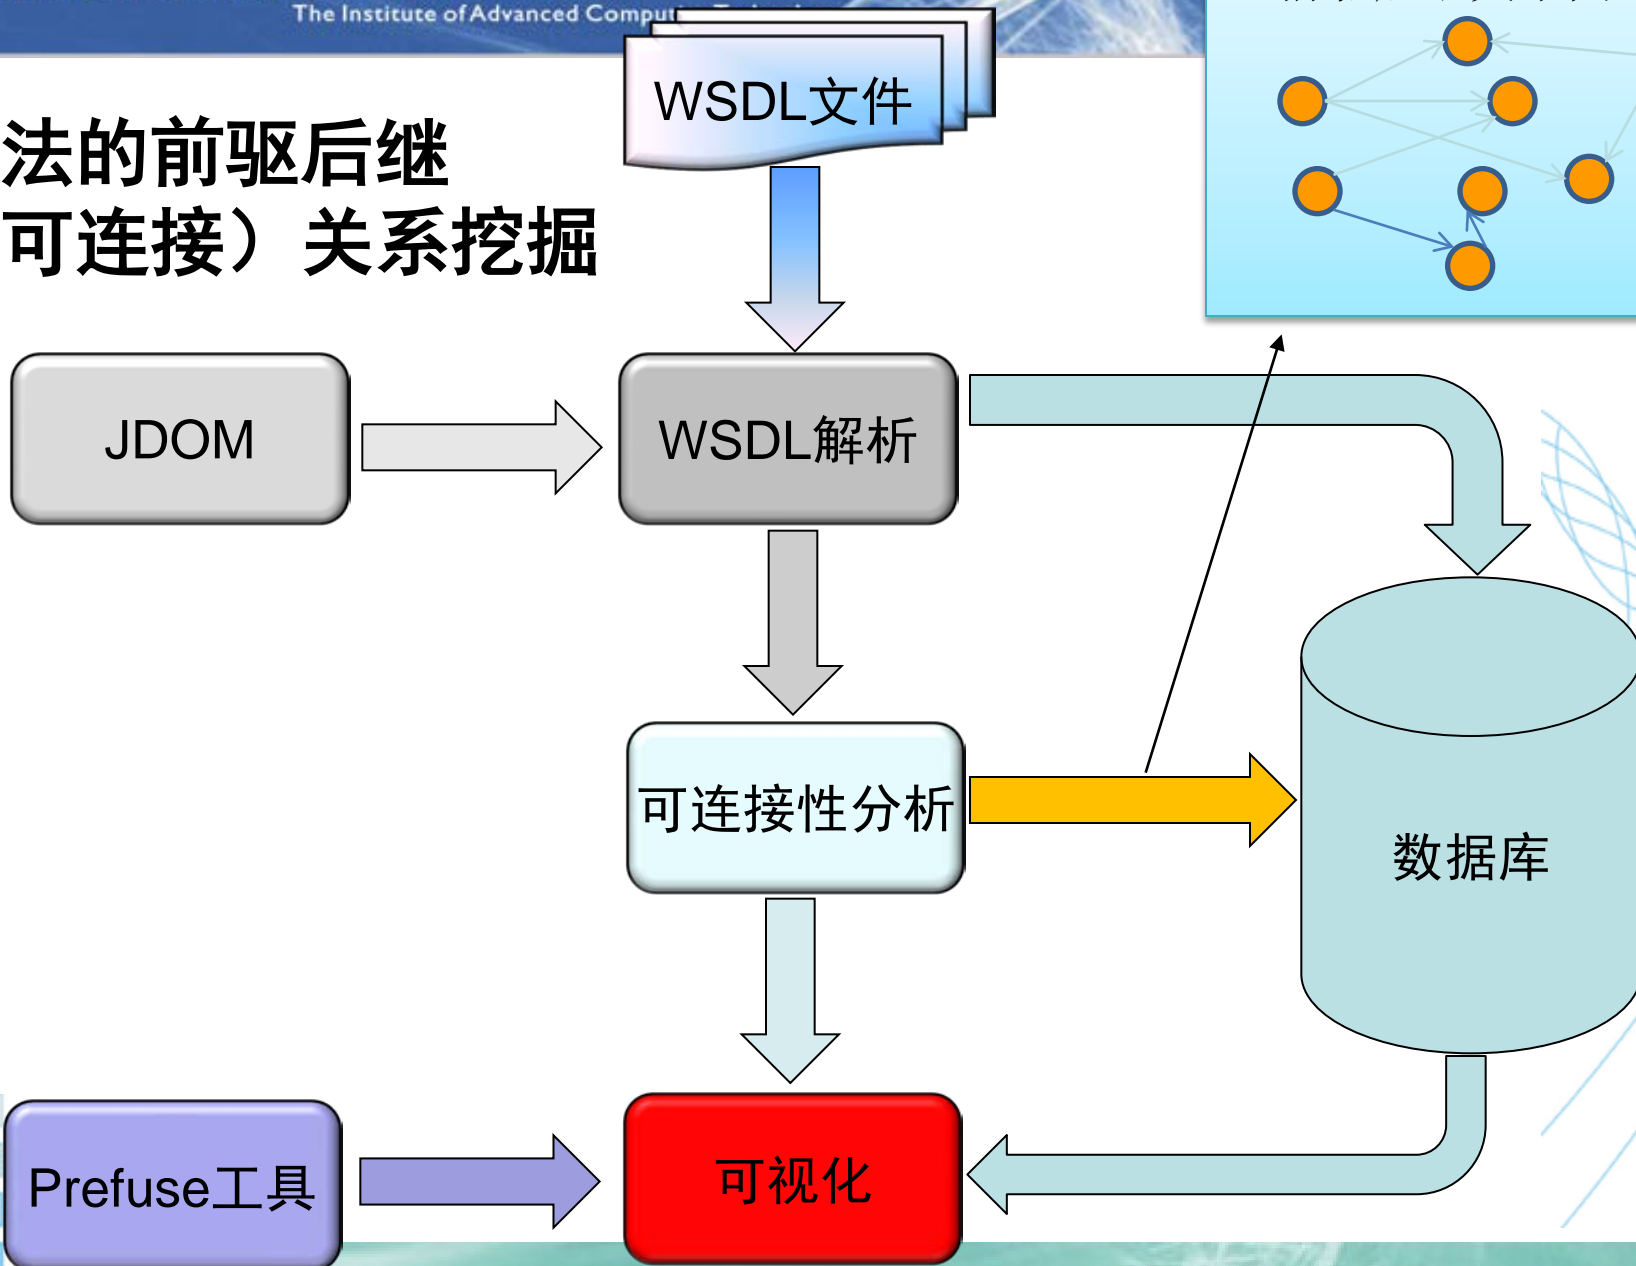 The Institute of Advanced
WSDL文件
法的前驱后继
可连接）关系挖掘
JDOM
WSDL解析
可连接性分析
数据库
Prefuse工具
可视化